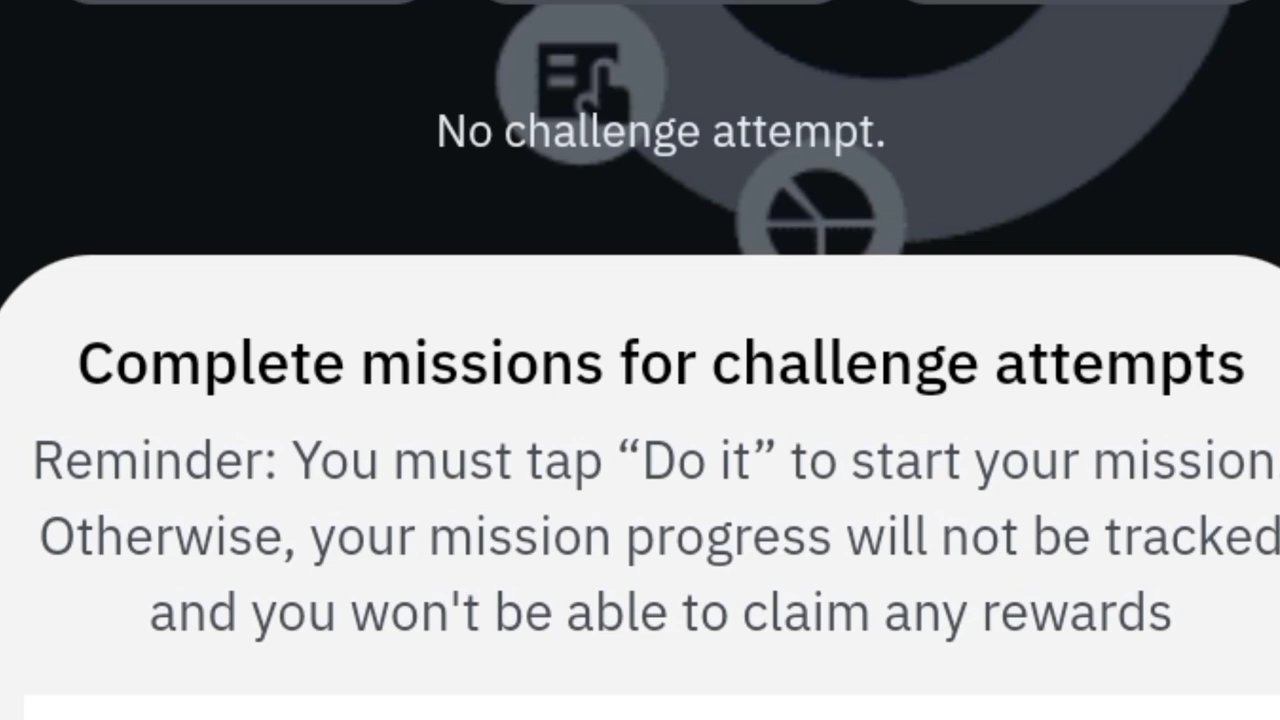 No challenge attempt.
Complete missions for challenge attempts
Reminder: You must tap “Do it” to start your mission
Otherwise, your mission progress will not be tracked
and you won't be able to claim any rewards